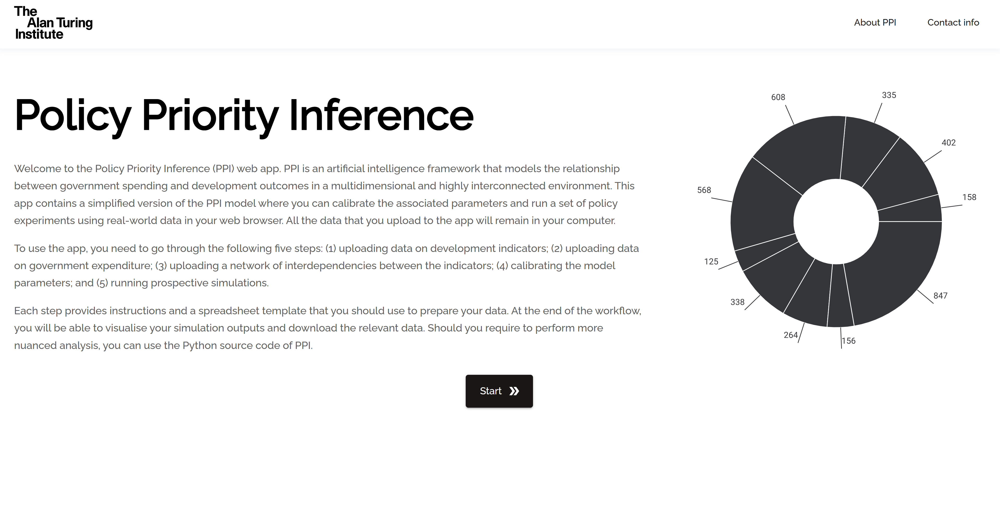 The
Alan Turing
Institute
About PPI
Contact info
Policy Priority Inference
Welcome to the Policy Priority Inference (PPI) web app. PPI is an artificial intelligence framework that models the relationship
between government spending and development outcomes in a multidimensional and highly interconnected environment. This
app contains a simplified version of the PPI model where you can calibrate the associated parameters and run a set of policy
experiments using real-world data in your web browser. All the data that you upload to the app will remain in your computer.
To use the app, you need to go through the following five steps: (1) uploading data on development indicators; (2) uploading data
on government expenditure; (3) uploading a network of interdependencies between the indicators; (4) calibrating the model
parameters; and (5) running prospective simulations.
Each step provides instructions and a spreadsheet template that you should use to prepare your data. At the end of the workflow,
you will be able to visualise your simulation outputs and download the relevant data. Should you require to perform more
nuanced analysis, you can use the Python source code of PPI.
608
335
402
158
568
125
338
264
156
847
Start